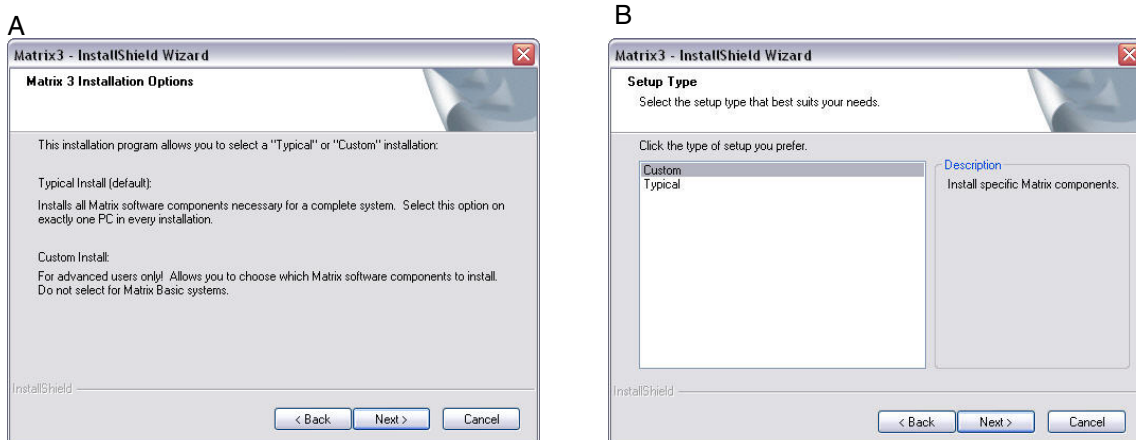 A
Matrix3 - InstallShield Wizard
Matrix 3 Installation Options
This installation program allows you to select a "Typical" or "Custom" installation:
Typical Install (default):
Installs all Matrix software components necessary for a complete system. Select this option on
exactly one PC in every installation.
Custom Install:
For advanced users only! Allows you to choose which Matrix software components to install.
Do not select for Matrix Basic systems.
InstallShield
< Back
Next >
Cancel
B
Matrix3 - InstallShield Wizard
Setup Type
Select the setup type that best suits your needs.
Click the type of setup you prefer.
Custom
Typical
Description
Install specific Matrix components.
InstallShield
< Back
Next >
Cancel